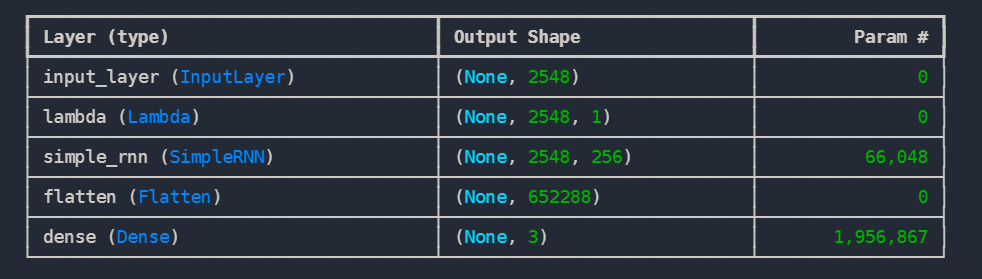 Layer (type) Output Shape Param #
input_layer (InputLayer) (None, 2548) 0
lambda (Lambda) (None, 2548, 1) 0
simple_rnn (SimpleRNN) (None, 2548, 256) 66,048
flatten (Flatten) (None, 652288) 0
dense (Dense) (None, 3) 1,956,867